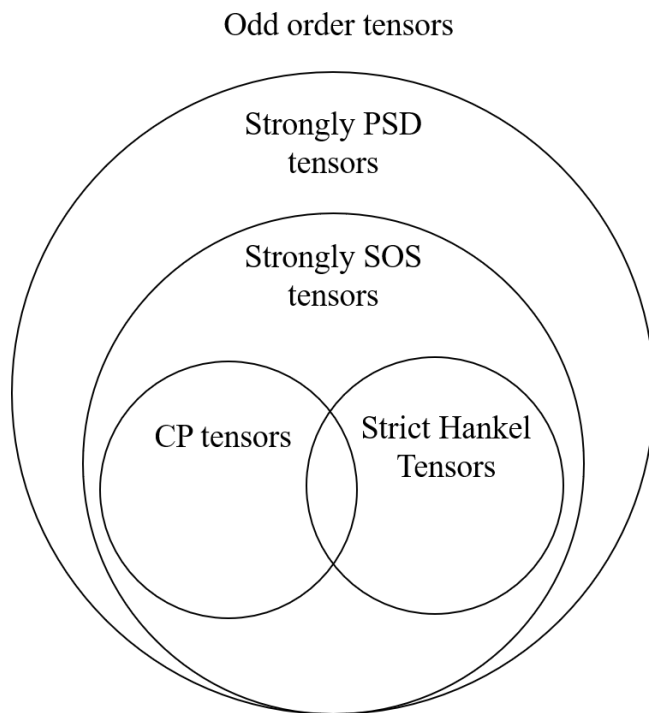 Odd order tensors
Strongly PSD
tensors
Strongly SOS
tensors
CP tensors
Strict Hankel
Tensors